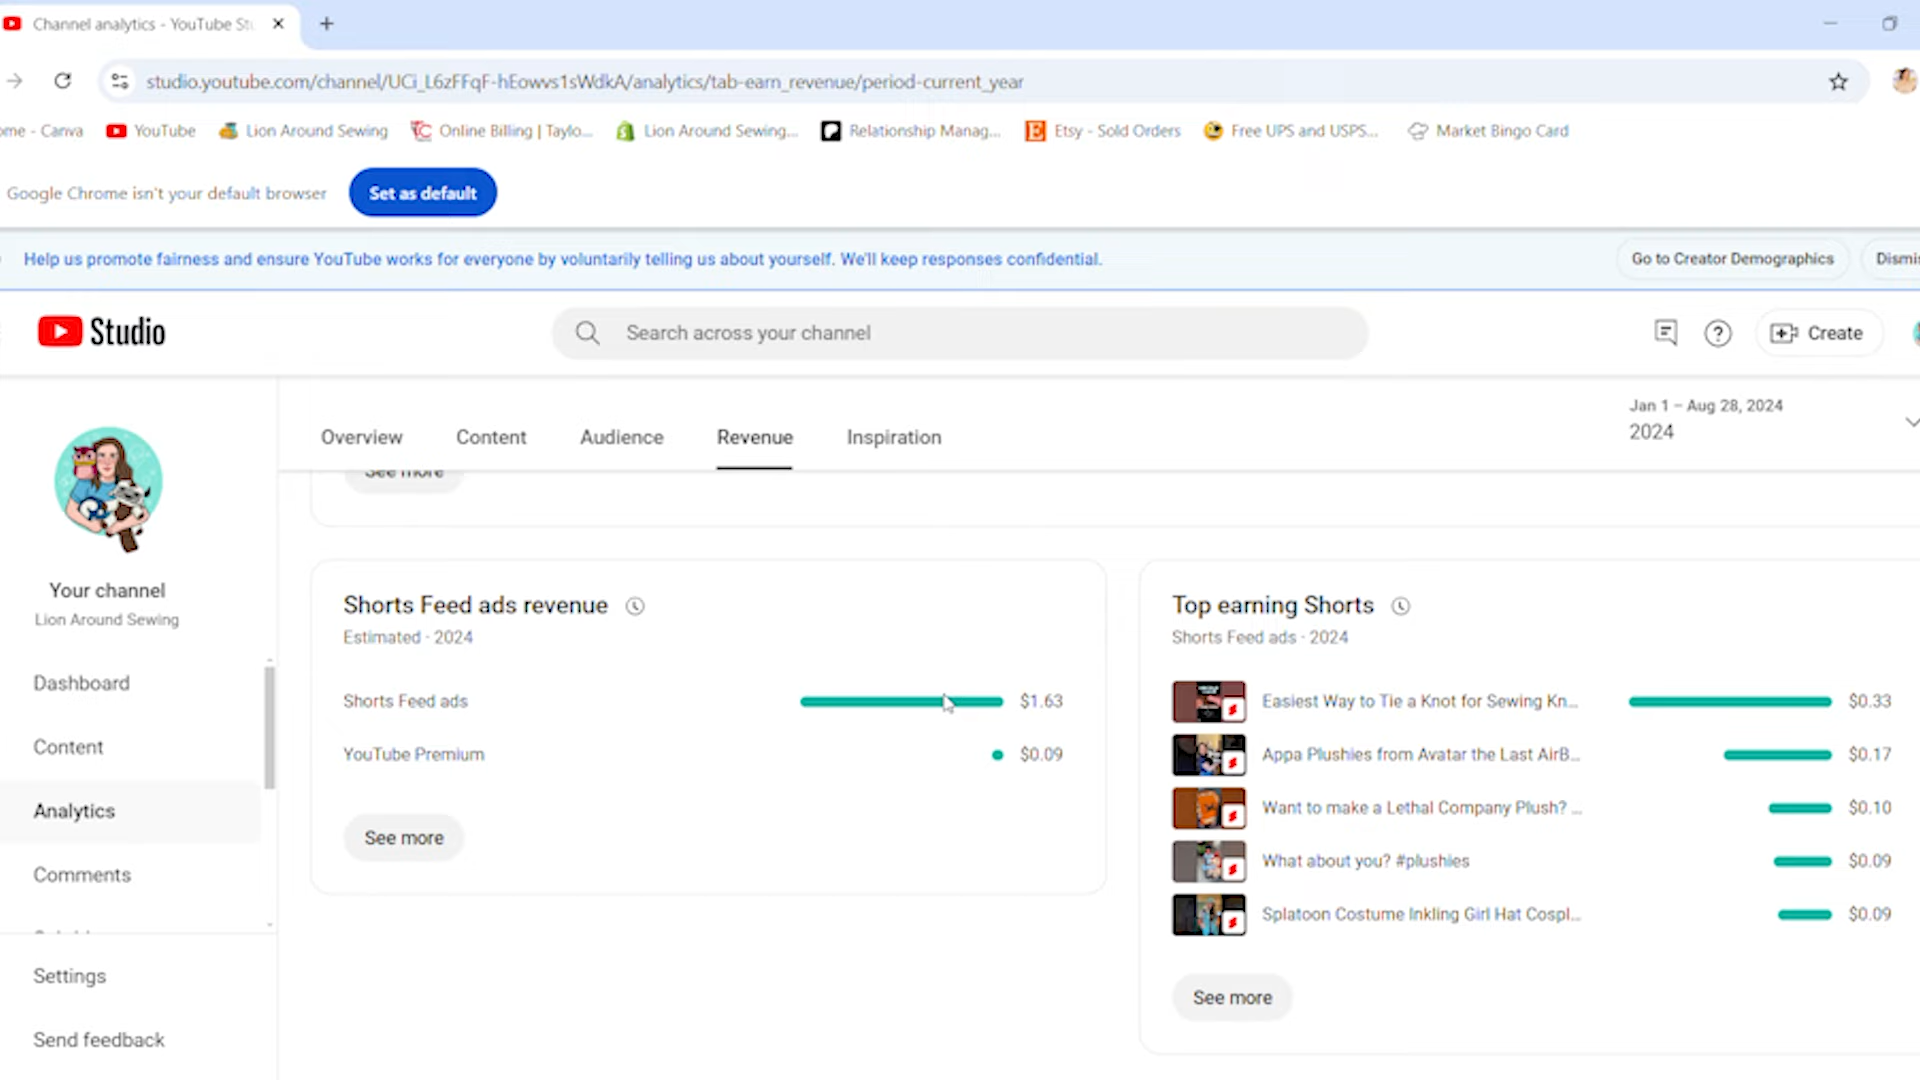 Channel analytics - YouTube Stu
studio.youtube.com/channel/UCi_L6zFFqF-hEowvs1sWdkA/analytics/tab-earn_revenue/period-current_year
ome - Canva YouTube Lion Around Sewing Online Billing | Taylo... Lion Around Sewing... Relationship Manag... Etsy - Sold Orders Free UPS and USPS... Market Bingo Card
Google Chrome isn't your default browser Set as default
Help us promote fairness and ensure YouTube works for everyone by voluntarily telling us about yourself. We'll keep responses confidential. Go to Creator Demographics Dismis
Studio Search across your channel Create
Overview Content Audience Revenue Inspiration
Jan 1 – Aug 28, 2024
2024
See more
Your channel
Lion Around Sewing
Dashboard
Content
Analytics
Comments
Settings
Send feedback
Shorts Feed ads revenue
Estimated · 2024
Shorts Feed ads $1.63
YouTube Premium $0.09
See more
Top earning Shorts
Shorts Feed ads · 2024
Easiest Way to Tie a Knot for Sewing Kn... $0.33
Appa Plushies from Avatar the Last AirB... $0.17
Want to make a Lethal Company Plush? ... $0.10
What about you? #plushies $0.09
Splatoon Costume Inkling Girl Hat Cospl... $0.09
See more